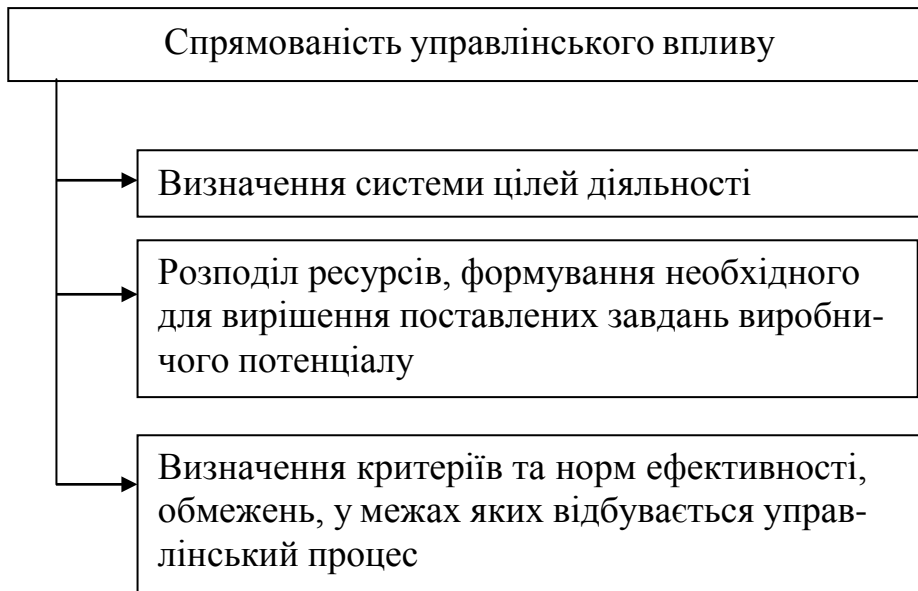 Спрямованість управлінського впливу
Визначення системи цілей діяльності
Розподіл ресурсів, формування необхідного
для вирішення поставлених завдань виробни-
чого потенціалу
Визначення критеріїв та норм ефективності,
обмежень, у межах яких відбувається управ-
лінський процес